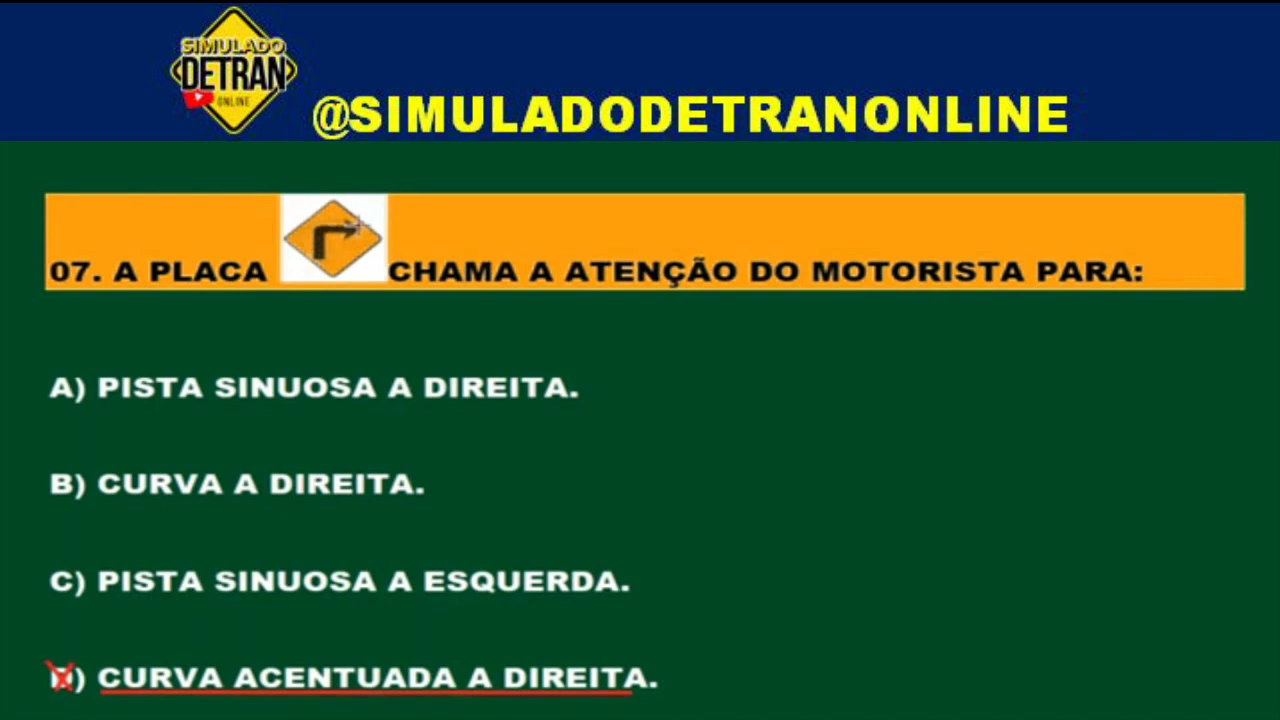 SIMULADO
DETRAN
ONLINE
@SIMULADODETRANONLINE
07. A PLACA CHAMA A ATENÇÃO DO MOTORISTA PARA:
A) PISTA SINUOSA A DIREITA.
B) CURVA A DIREITA.
C) PISTA SINUOSA A ESQUERDA.
D) CURVA ACENTUADA A DIREITA.